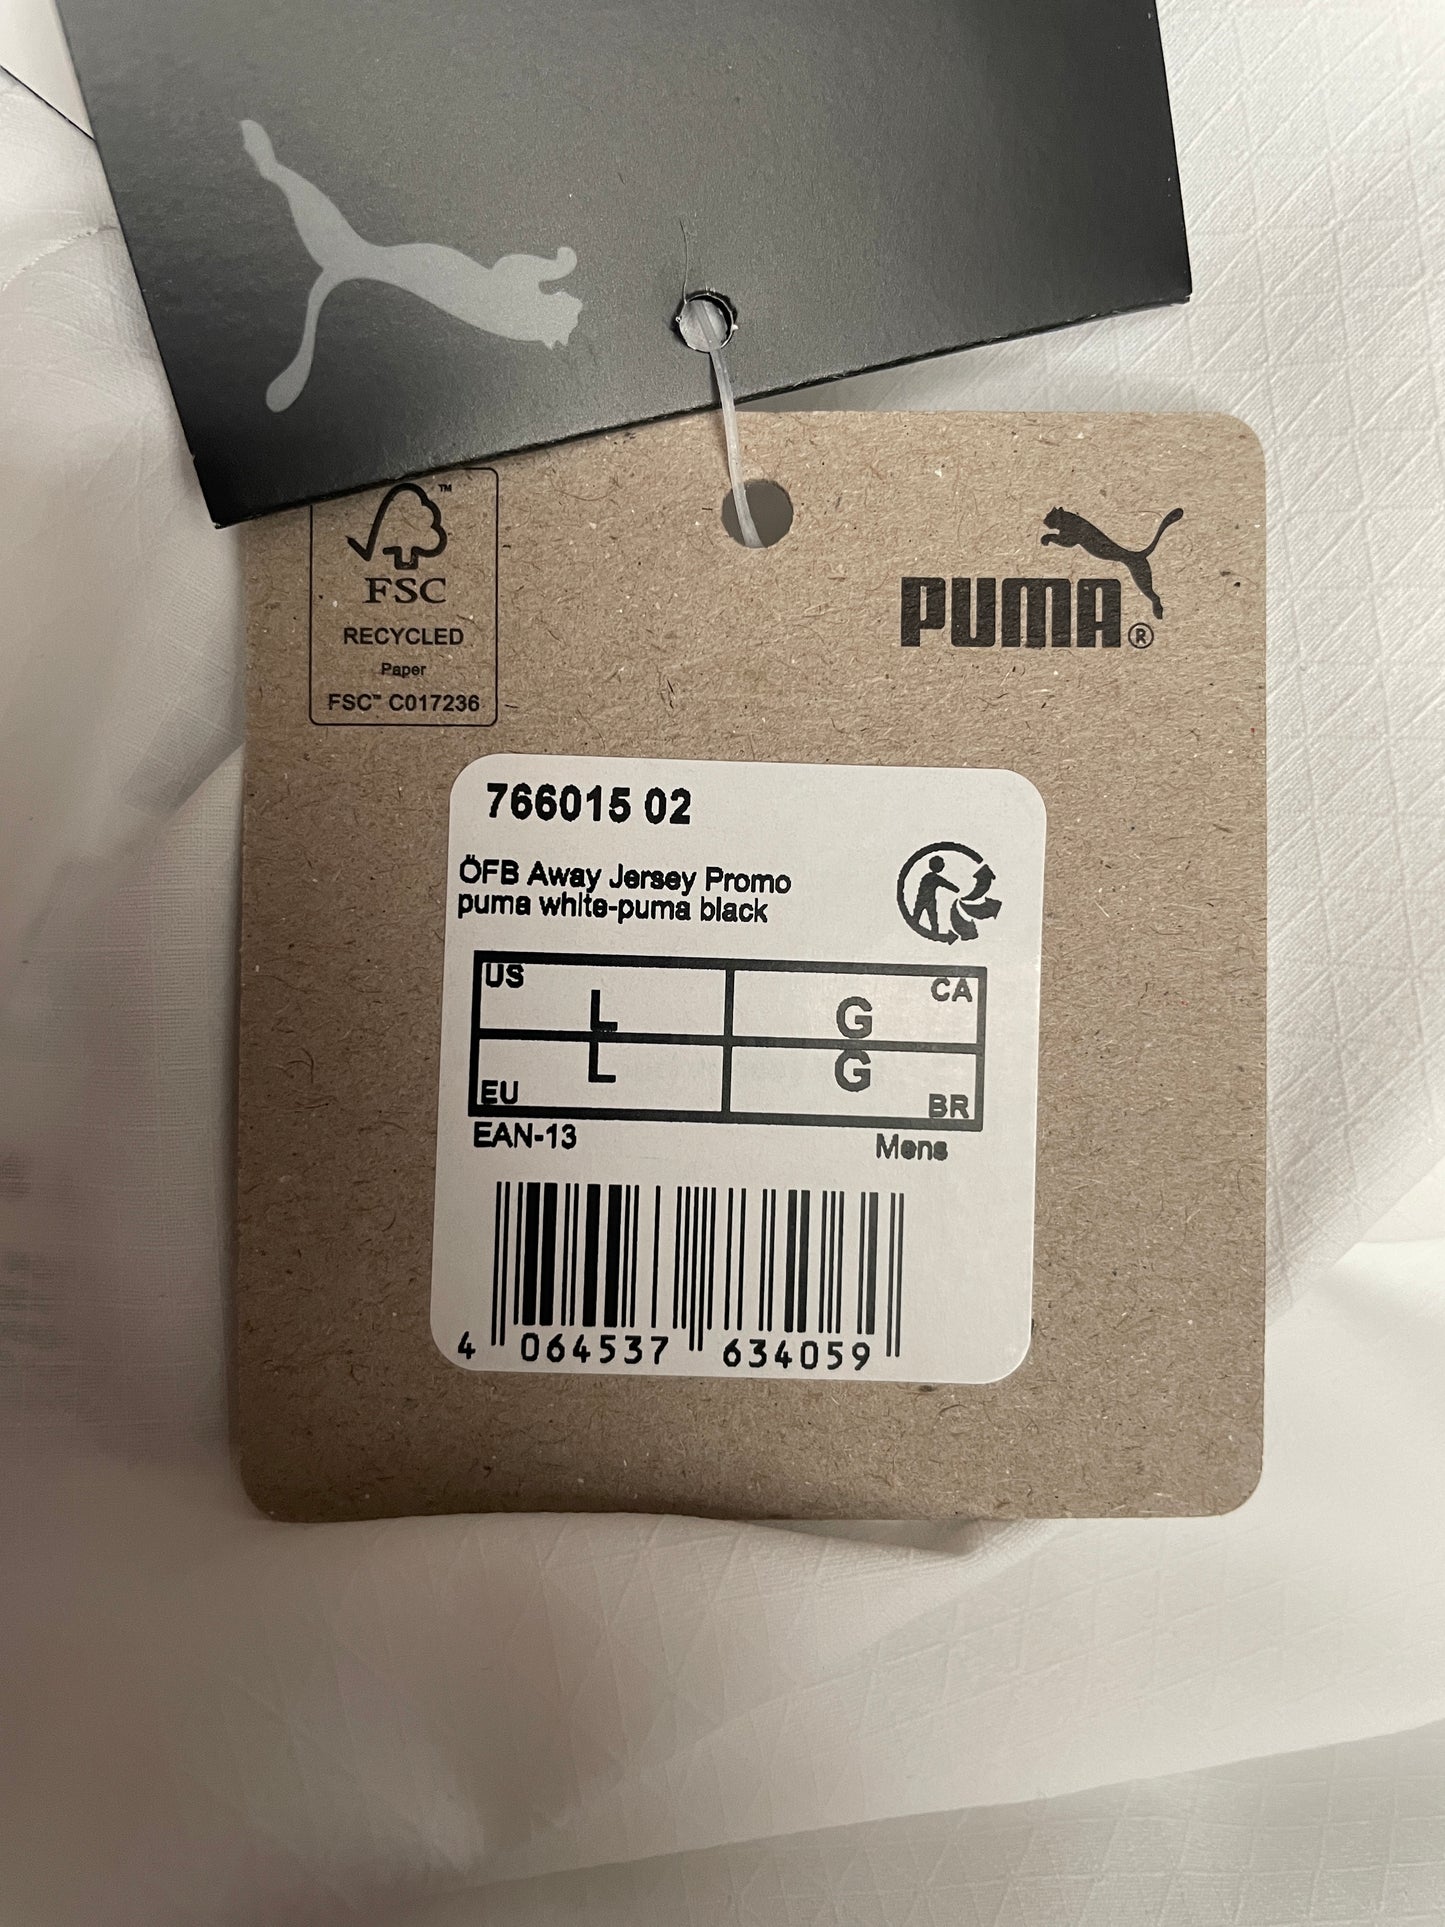 FSC™
RECYCLED
Paper
FSC™ C017236
PUMA®
766015 02
ÖFB Away Jersey Promo
puma white-puma black
US L G CA
EU L G BR
EAN-13 Mens
4 064537 634059